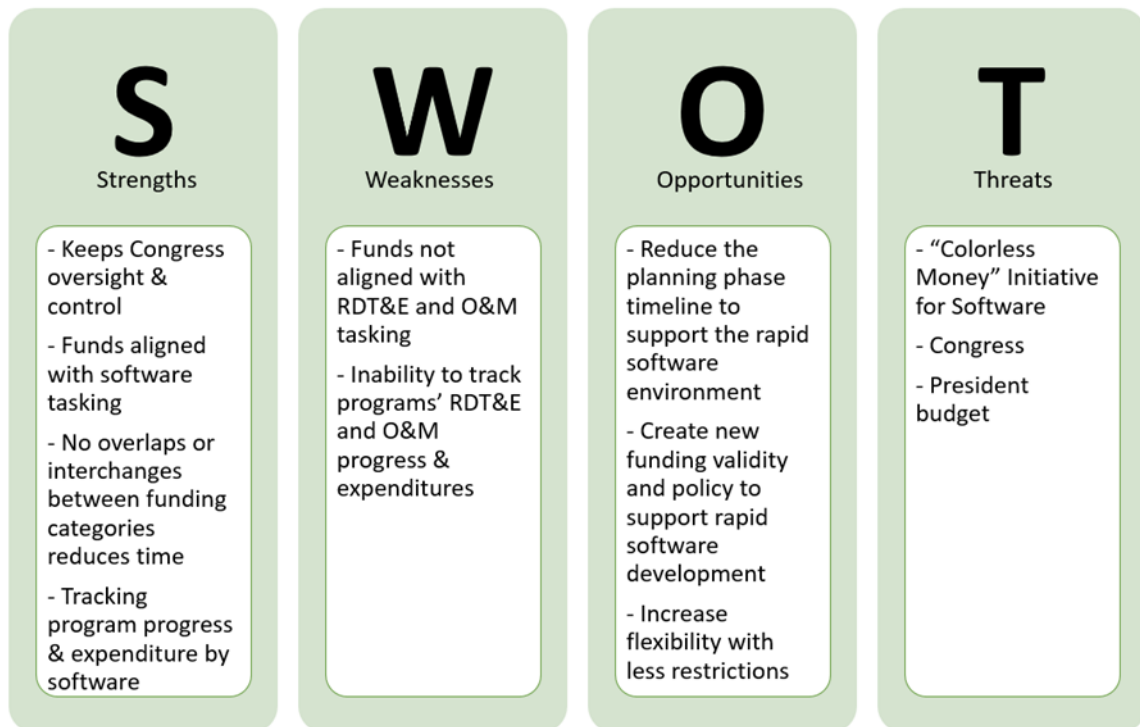 S
Strengths
- Keeps Congress
oversight &
control
- Funds aligned
with software
tasking
- No overlaps or
interchanges
between funding
categories
reduces time
- Tracking
program progress
& expenditure by
software
W
Weaknesses
- Funds not
aligned with
RDT&E and O&M
tasking
- Inability to track
programs’ RDT&E
and O&M
progress &
expenditures
O
Opportunities
- Reduce the
planning phase
timeline to
support the rapid
software
environment
- Create new
funding validity
and policy to
support rapid
software
development
- Increase
flexibility with
less restrictions
T
Threats
- “Colorless
Money” Initiative
for Software
- Congress
- President
budget